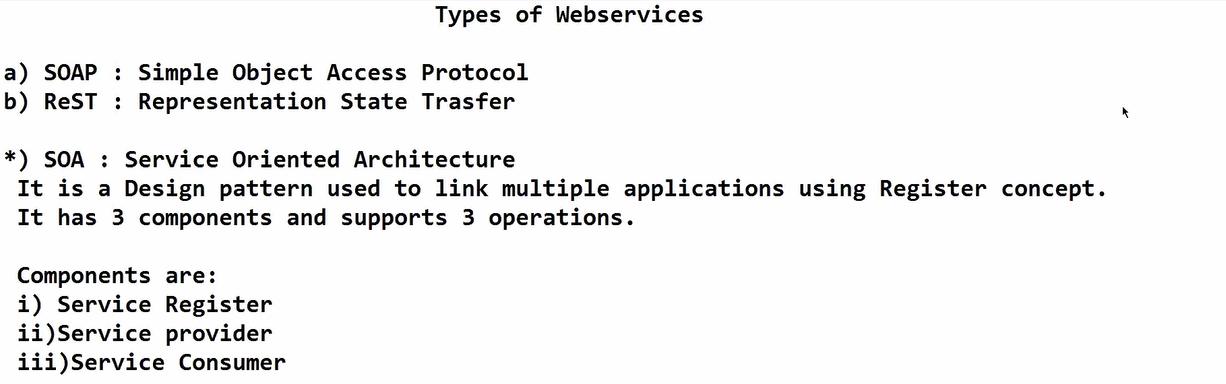 Types of Webservices
a) SOAP : Simple Object Access Protocol
b) ReST : Representation State Trasfer
*) SOA : Service Oriented Architecture
It is a Design pattern used to link multiple applications using Register concept.
It has 3 components and supports 3 operations.
Components are:
i) Service Register
ii)Service provider
iii)Service Consumer